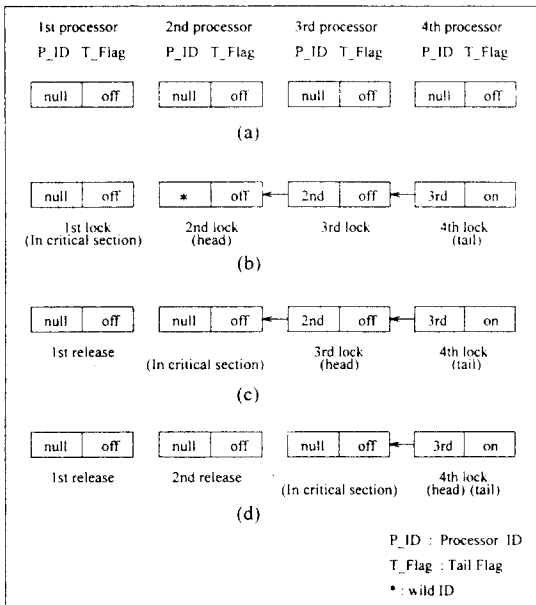 1st processor 2nd processor 3rd processor 4th processor
P_ID T_Flag P_ID T_Flag P_ID T_Flag P_ID T_Flag
null off null off null off null off
(a)
null off * off 2nd off 3rd on
1st lock 2nd lock 3rd lock 4th lock
(In critical section) (head) (tail)
(b)
null off null off 2nd off 3rd on
1st release 3rd lock 4th lock
(In critical section) (head) (tail)
(c)
null off null off null off 3rd on
1st release 2nd release 4th lock
(In critical section) (head) (tail)
(d)
P_ID : Processor ID
T_Flag : Tail Flag
* : wild ID